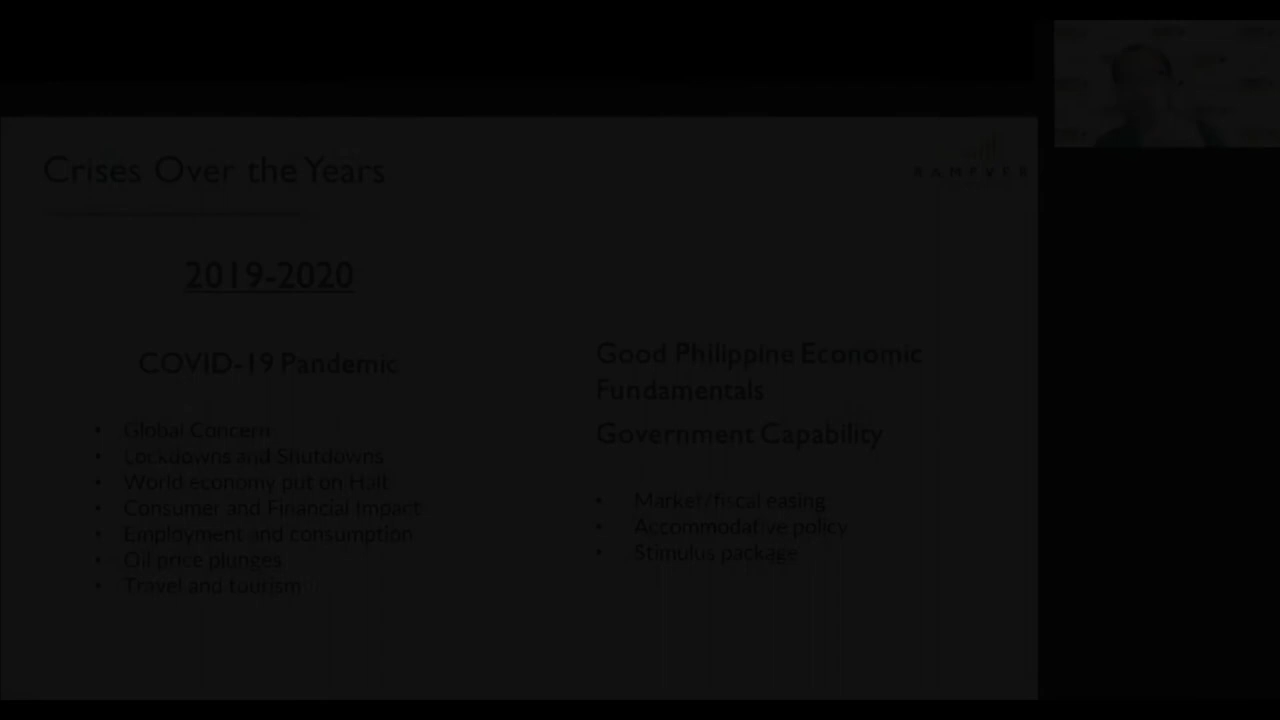 Crises Over the Years
RAMPVER
2019-2020
COVID-19 Pandemic
• Global Concern
• Lockdowns and Shutdowns
• World economy put on Halt
• Consumer and Financial Impact
• Employment and consumption
• Oil price plunges
• Travel and tourism
Good Philippine Economic
Fundamentals
Government Capability
• Market/fiscal easing
• Accommodative policy
• Stimulus package